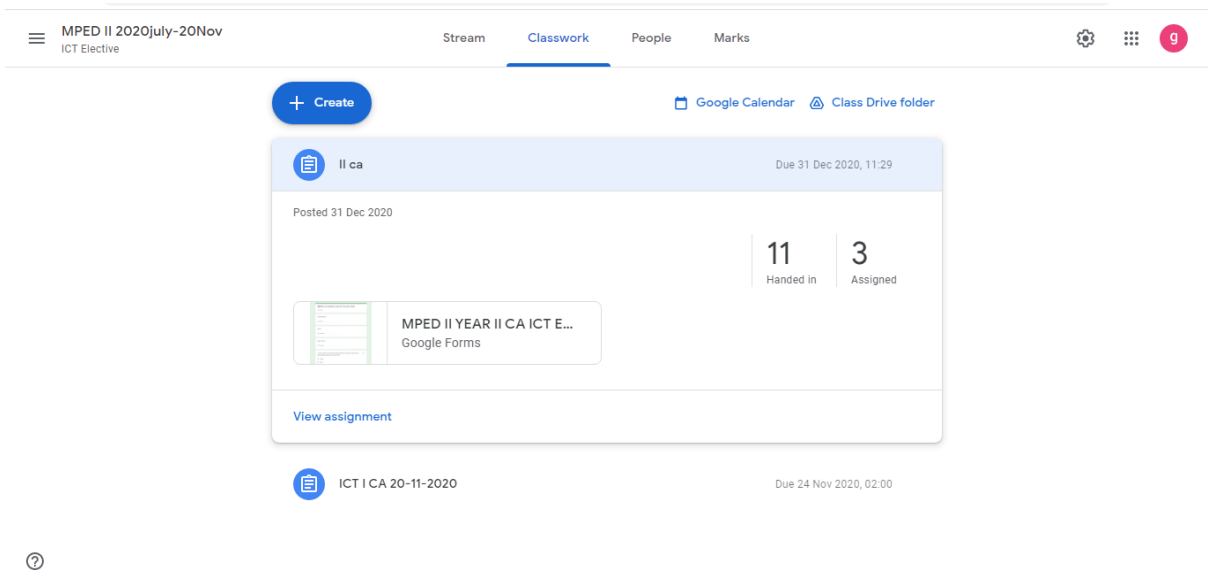 MPED II 2020july-20Nov
ICT Elective
Stream Classwork People Marks
g
Create
Google Calendar Class Drive folder
II ca Due 31 Dec 2020, 11:29
Posted 31 Dec 2020
11 3
Handed in Assigned
MPED II YEAR II CA ICT E...
Google Forms
View assignment
ICT I CA 20-11-2020 Due 24 Nov 2020, 02:00